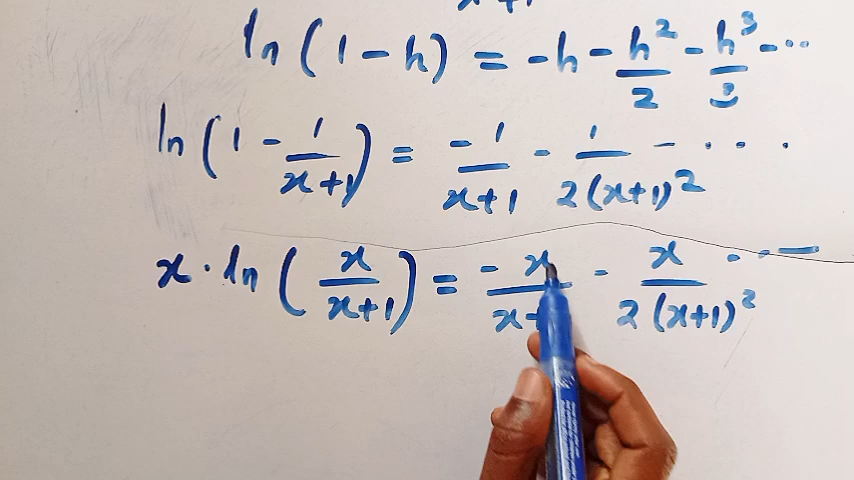 x+1
ln (1 - h) = -h - h²/2 - h³/3 - ...
ln (1 - 1/(x+1)) = -1/(x+1) - 1/2(x+1)² - ....
x · ln (x/(x+1)) = -x/(x+ - x/2(x+1)² ...